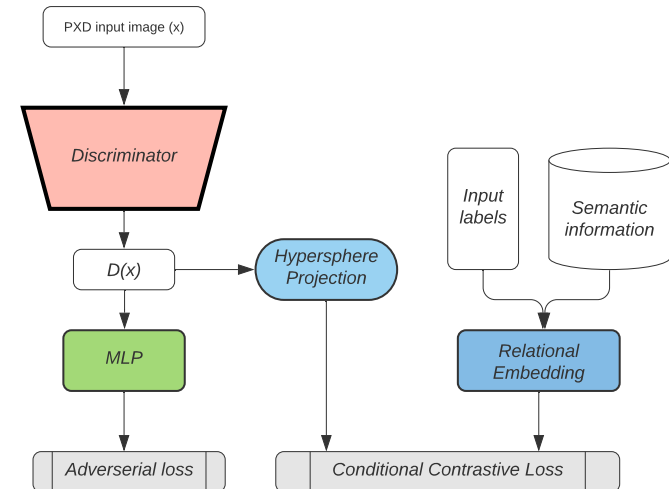 PXD input image (x)
Discriminator
Input
labels
Semantic
information
D(x)
Hypersphere
Projection
MLP
Relational
Embedding
Adverserial loss
Conditional Contrastive Loss